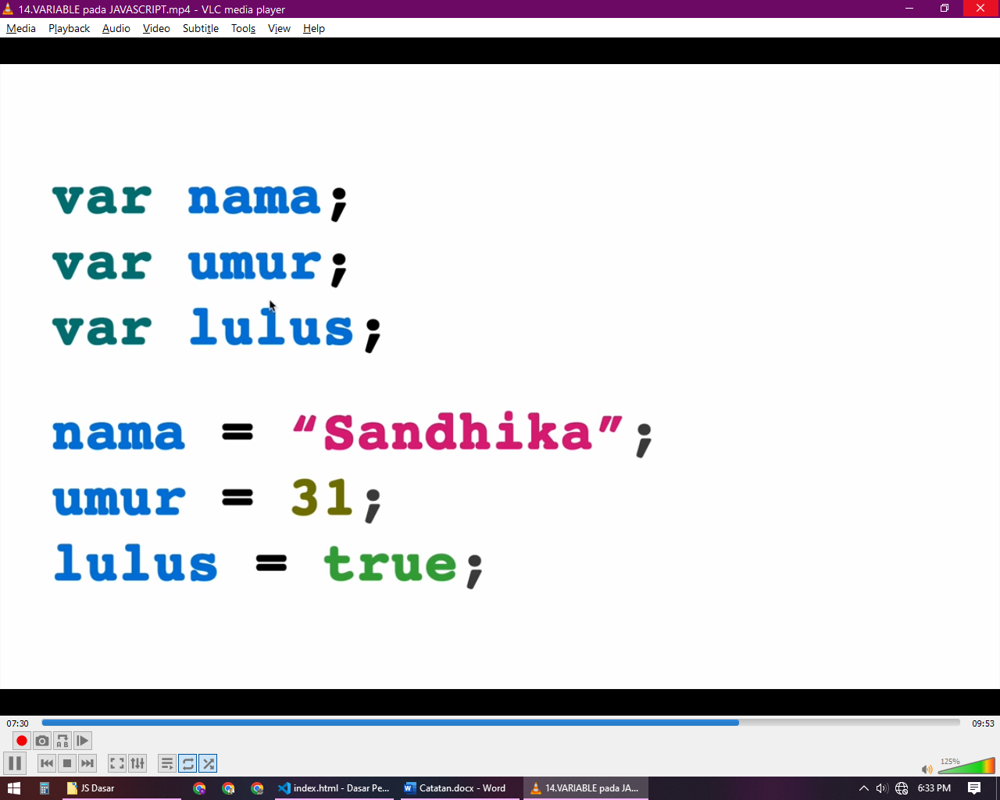 14.VARIABLE pada JAVASCRIPT.mp4 - VLC media player
Media Playback Audio Video Subtitle Tools View Help
var nama;
var umur;
var lulus;
nama = “Sandhika”;
umur = 31;
lulus = true;
07:30 09:53
A B
125%
JS Dasar index.html - Dasar Pe... Catatan.docx - Word 14.VARIABLE pada JA... 6:33 PM